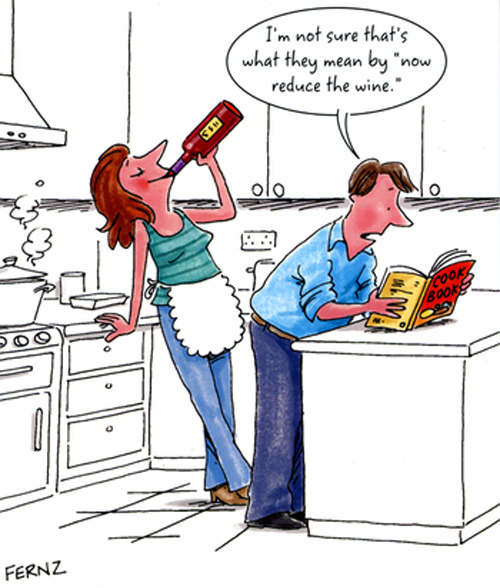 I'm not sure that's
what they mean by "now
reduce the wine."
COOK
BOOK
FERNZ